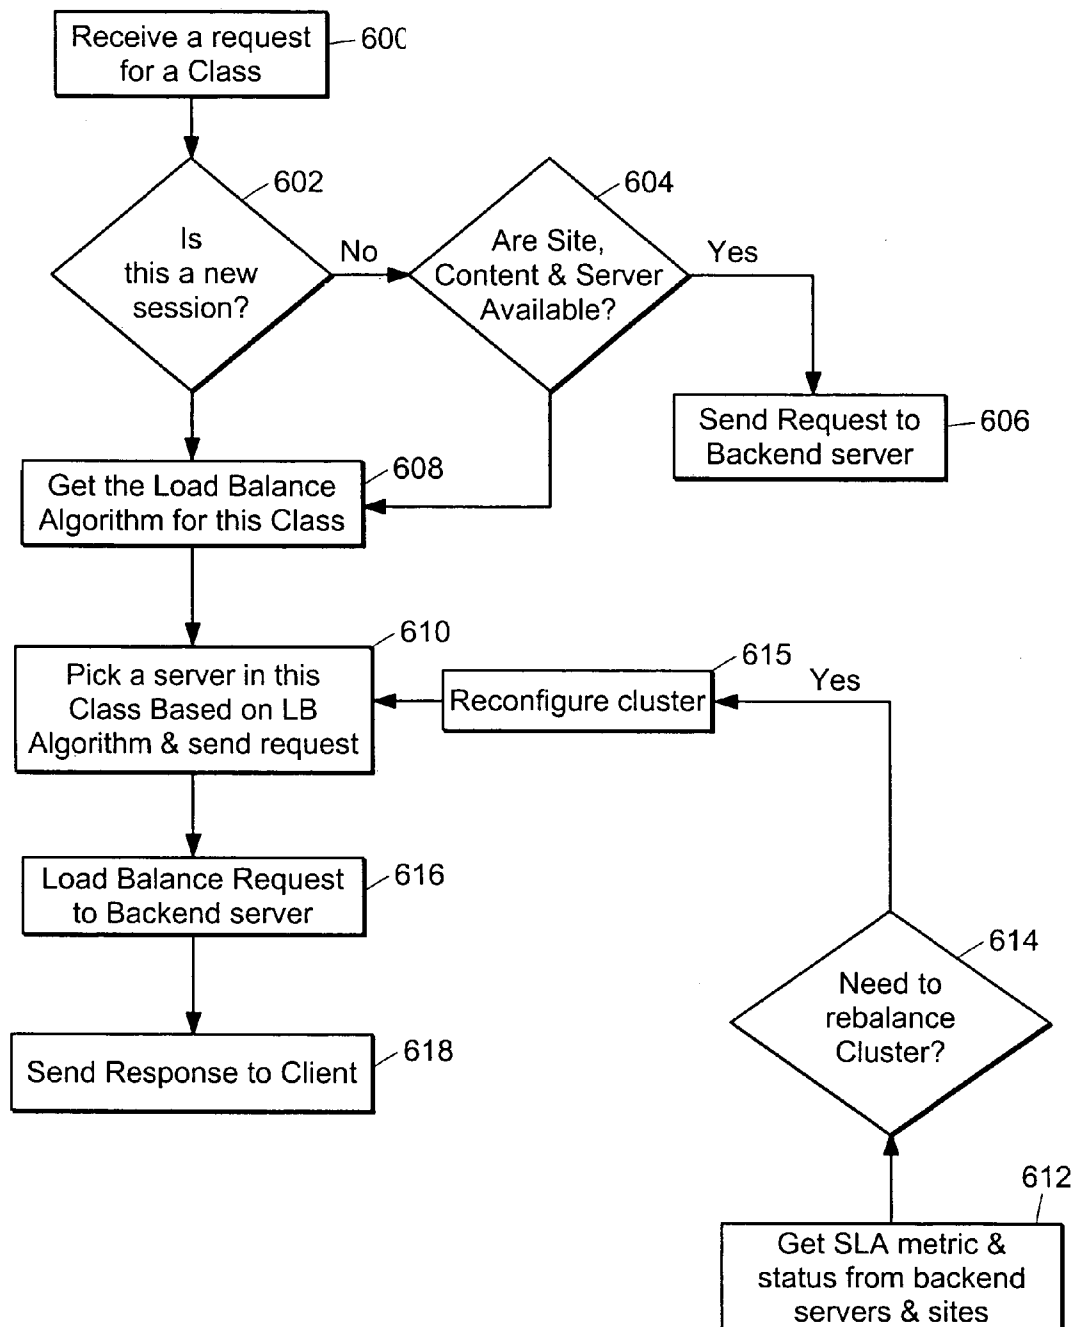 Receive a request
for a Class
600
Is
this a new
session?
602
No
Are Site,
Content & Server
Available?
604
Yes
Send Request to
Backend server
606
Get the Load Balance
Algorithm for this Class
608
Pick a server in this
Class Based on LB
Algorithm & send request
610
Reconfigure cluster
615
Yes
Load Balance Request
to Backend server
616
Need to
rebalance
Cluster?
614
Send Response to Client
618
612
Get SLA metric &
status from backend
servers & sites